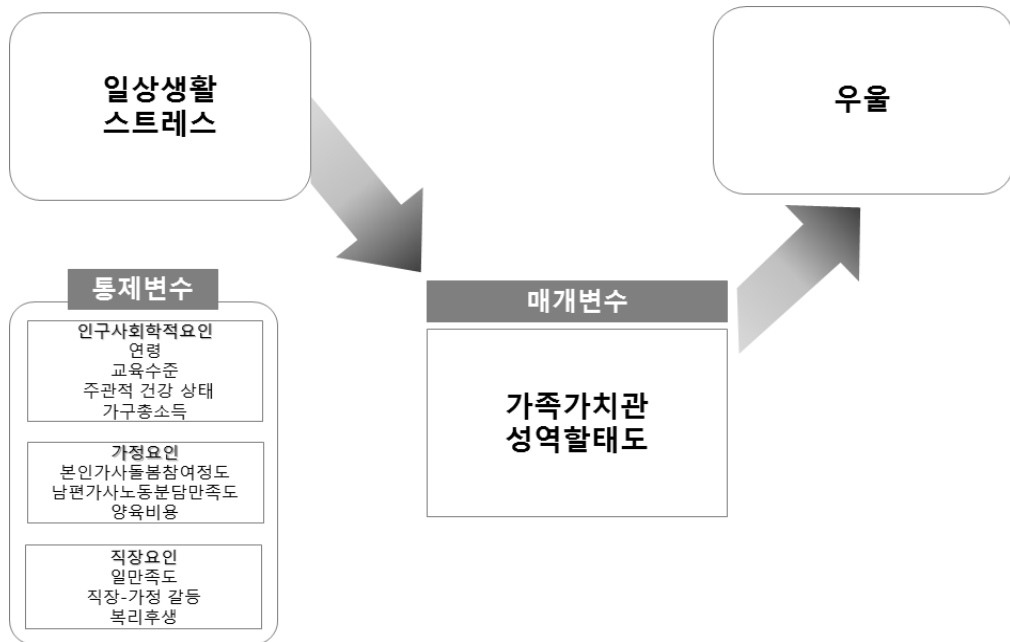 일상생활
스트레스
우울
통제변수
인구사회학적요인
연령
교육수준
주관적 건강 상태
가구총소득
가정요인
본인가사돌봄참여정도
남편가사노동분담만족도
양육비용
직장요인
일만족도
직장-가정 갈등
복리후생
매개변수
가족가치관
성역할태도